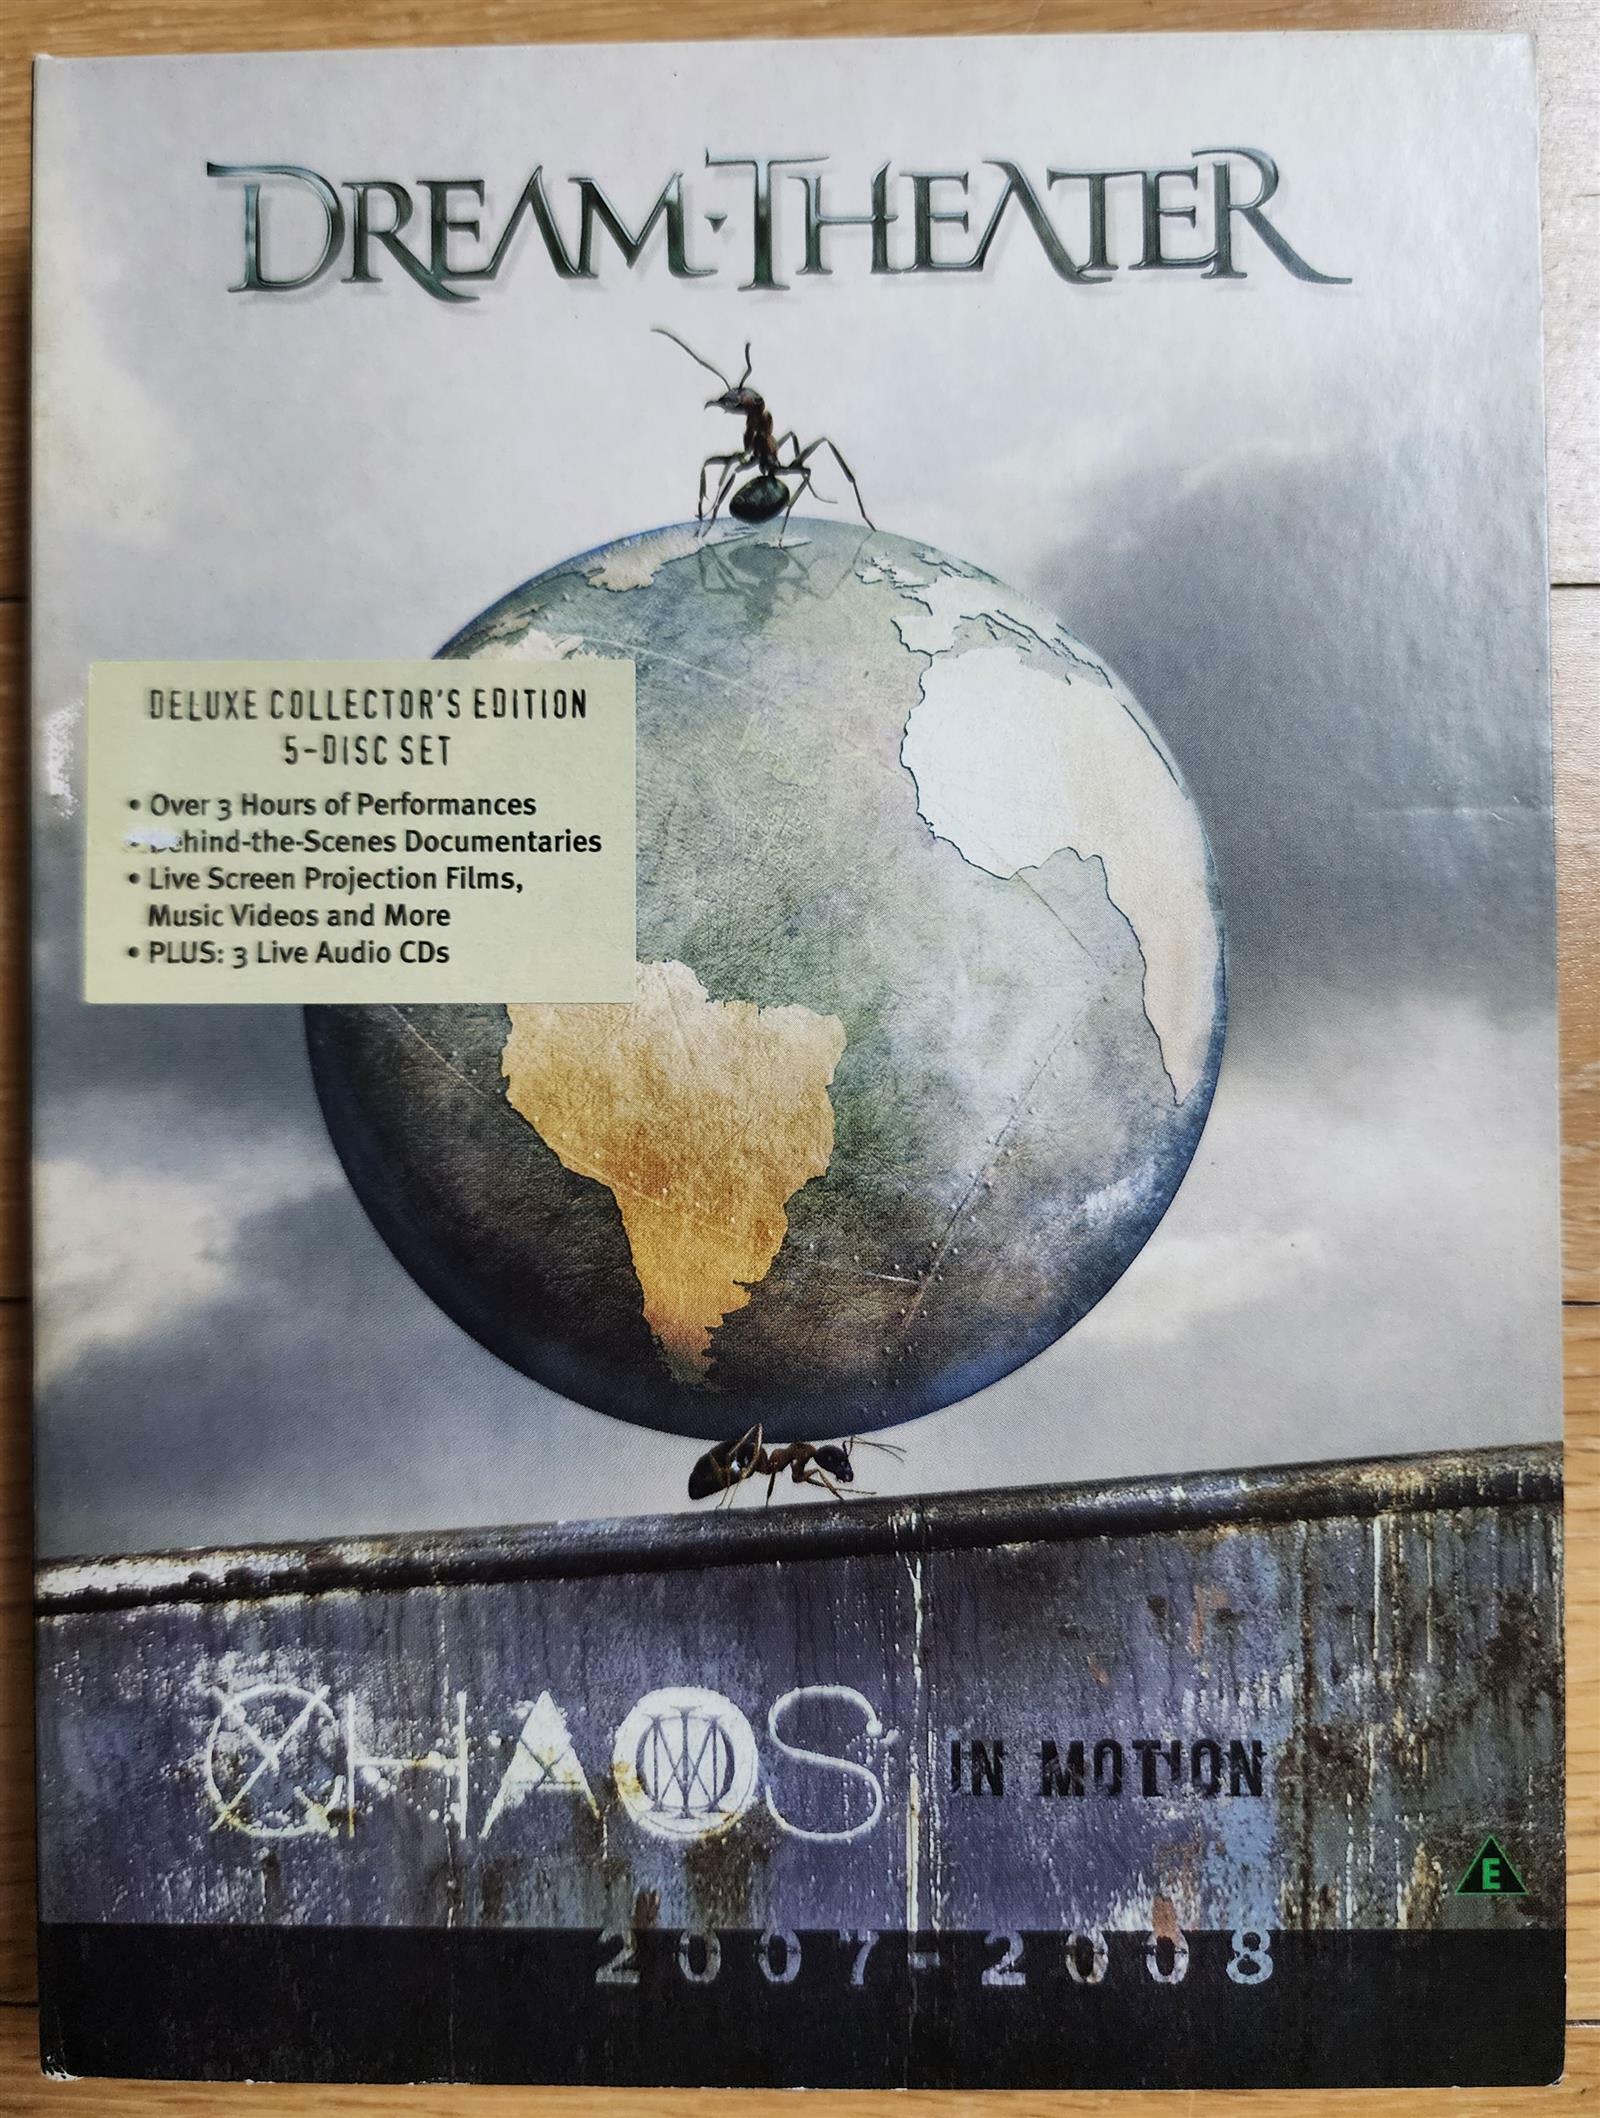 DREAM·THEATER
DELUXE COLLECTOR'S EDITION
5-DISC SET
• Over 3 Hours of Performances
• Behind-the-Scenes Documentaries
• Live Screen Projection Films,
Music Videos and More
• PLUS: 3 Live Audio CDs
CHAOS IN MOTION
E
2007-2008